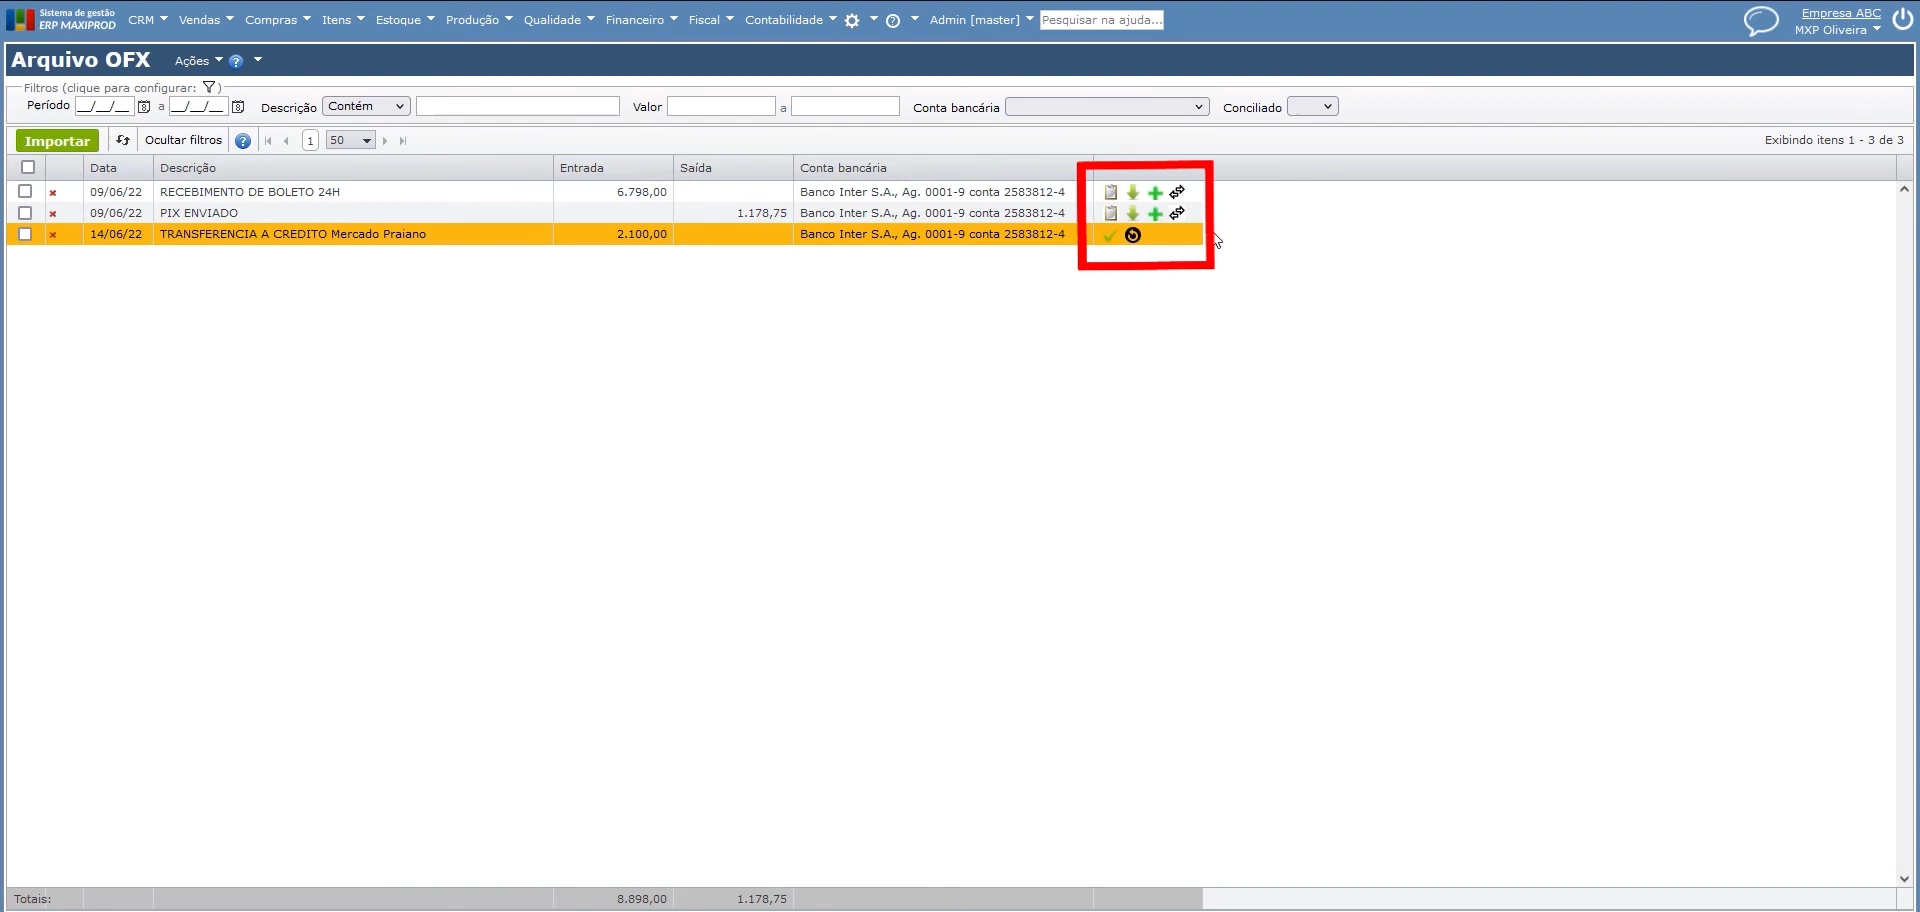 Sistema de gestão
ERP MAXIPROD
CRM Vendas Compras Itens Estoque Produção Qualidade Financeiro Fiscal Contabilidade Admin [master] Pesquisar na ajuda...
Empresa ABC
MXP Oliveira
Arquivo OFX Ações
Filtros (clique para configurar: )
Período __/__/__ a __/__/__ Descrição Contém Valor a Conta bancária Conciliado
Importar Ocultar filtros 1 50 Exibindo itens 1 - 3 de 3
Data Descrição Entrada Saída Conta bancária
09/06/22 RECEBIMENTO DE BOLETO 24H 6.798,00 Banco Inter S.A., Ag. 0001-9 conta 2583812-4
09/06/22 PIX ENVIADO 1.178,75 Banco Inter S.A., Ag. 0001-9 conta 2583812-4
14/06/22 TRANSFERENCIA A CREDITO Mercado Praiano 2.100,00 Banco Inter S.A., Ag. 0001-9 conta 2583812-4
Totais: 8.898,00 1.178,75